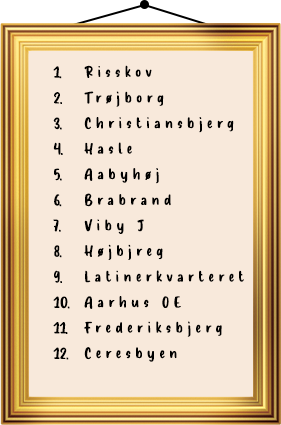 1. Risskov
2. Trøjborg
3. Christiansbjerg
4. Hasle
5. Aabyhøj
6. Brabrand
7. Viby J
8. Højbjreg
9. Latinerkvarteret
10. Aarhus OE
11. Frederiksbjerg
12. Ceresbyen